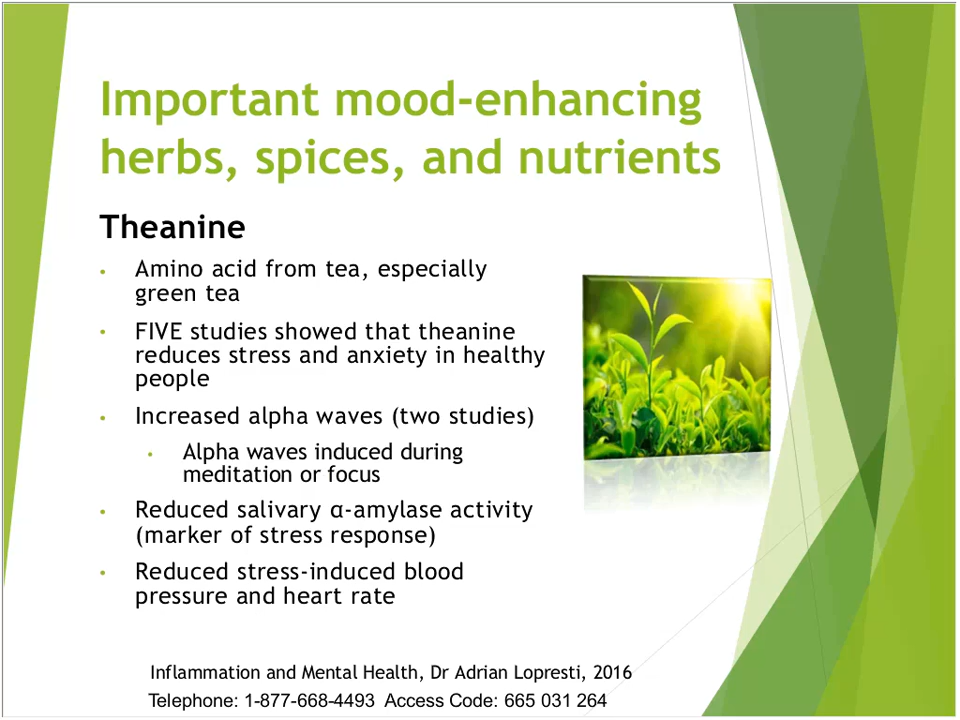 Important mood-enhancing
herbs, spices, and nutrients
Theanine
• Amino acid from tea, especially
green tea
• FIVE studies showed that theanine
reduces stress and anxiety in healthy
people
• Increased alpha waves (two studies)
• Alpha waves induced during
meditation or focus
• Reduced salivary α-amylase activity
(marker of stress response)
• Reduced stress-induced blood
pressure and heart rate
Inflammation and Mental Health, Dr Adrian Lopresti, 2016
Telephone: 1-877-668-4493 Access Code: 665 031 264